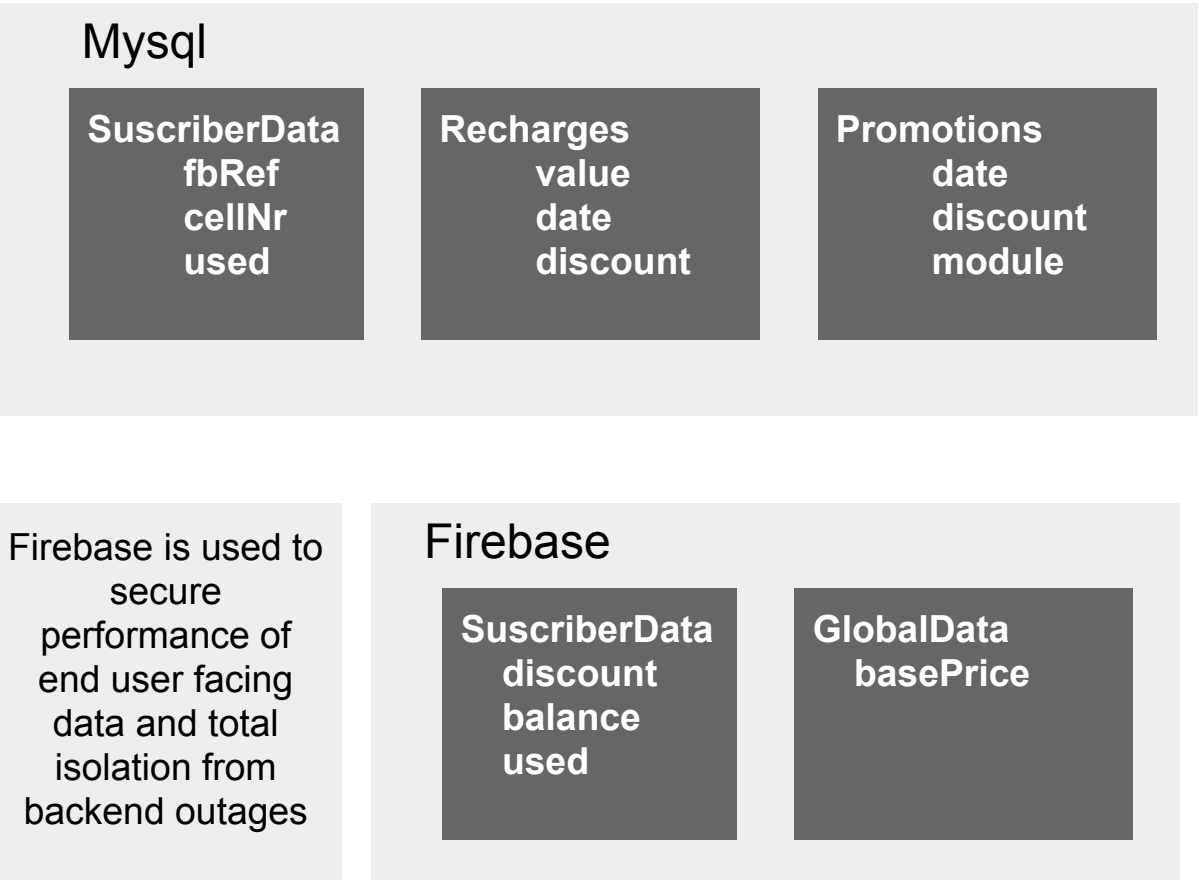 Mysql
SuscriberData
fbRef
cellNr
used
Recharges
value
date
discount
Promotions
date
discount
module
Firebase is used to
secure
performance of
end user facing
data and total
isolation from
backend outages
Firebase
SuscriberData
discount
balance
used
GlobalData
basePrice